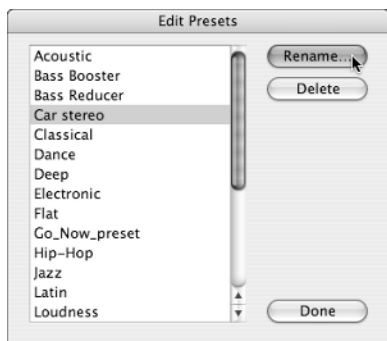 Edit Presets
Acoustic
Bass Booster
Bass Reducer
Car stereo
Classical
Dance
Deep
Electronic
Flat
Go_Now_preset
Hip-Hop
Jazz
Latin
Loudness
Rename...
Delete
Done